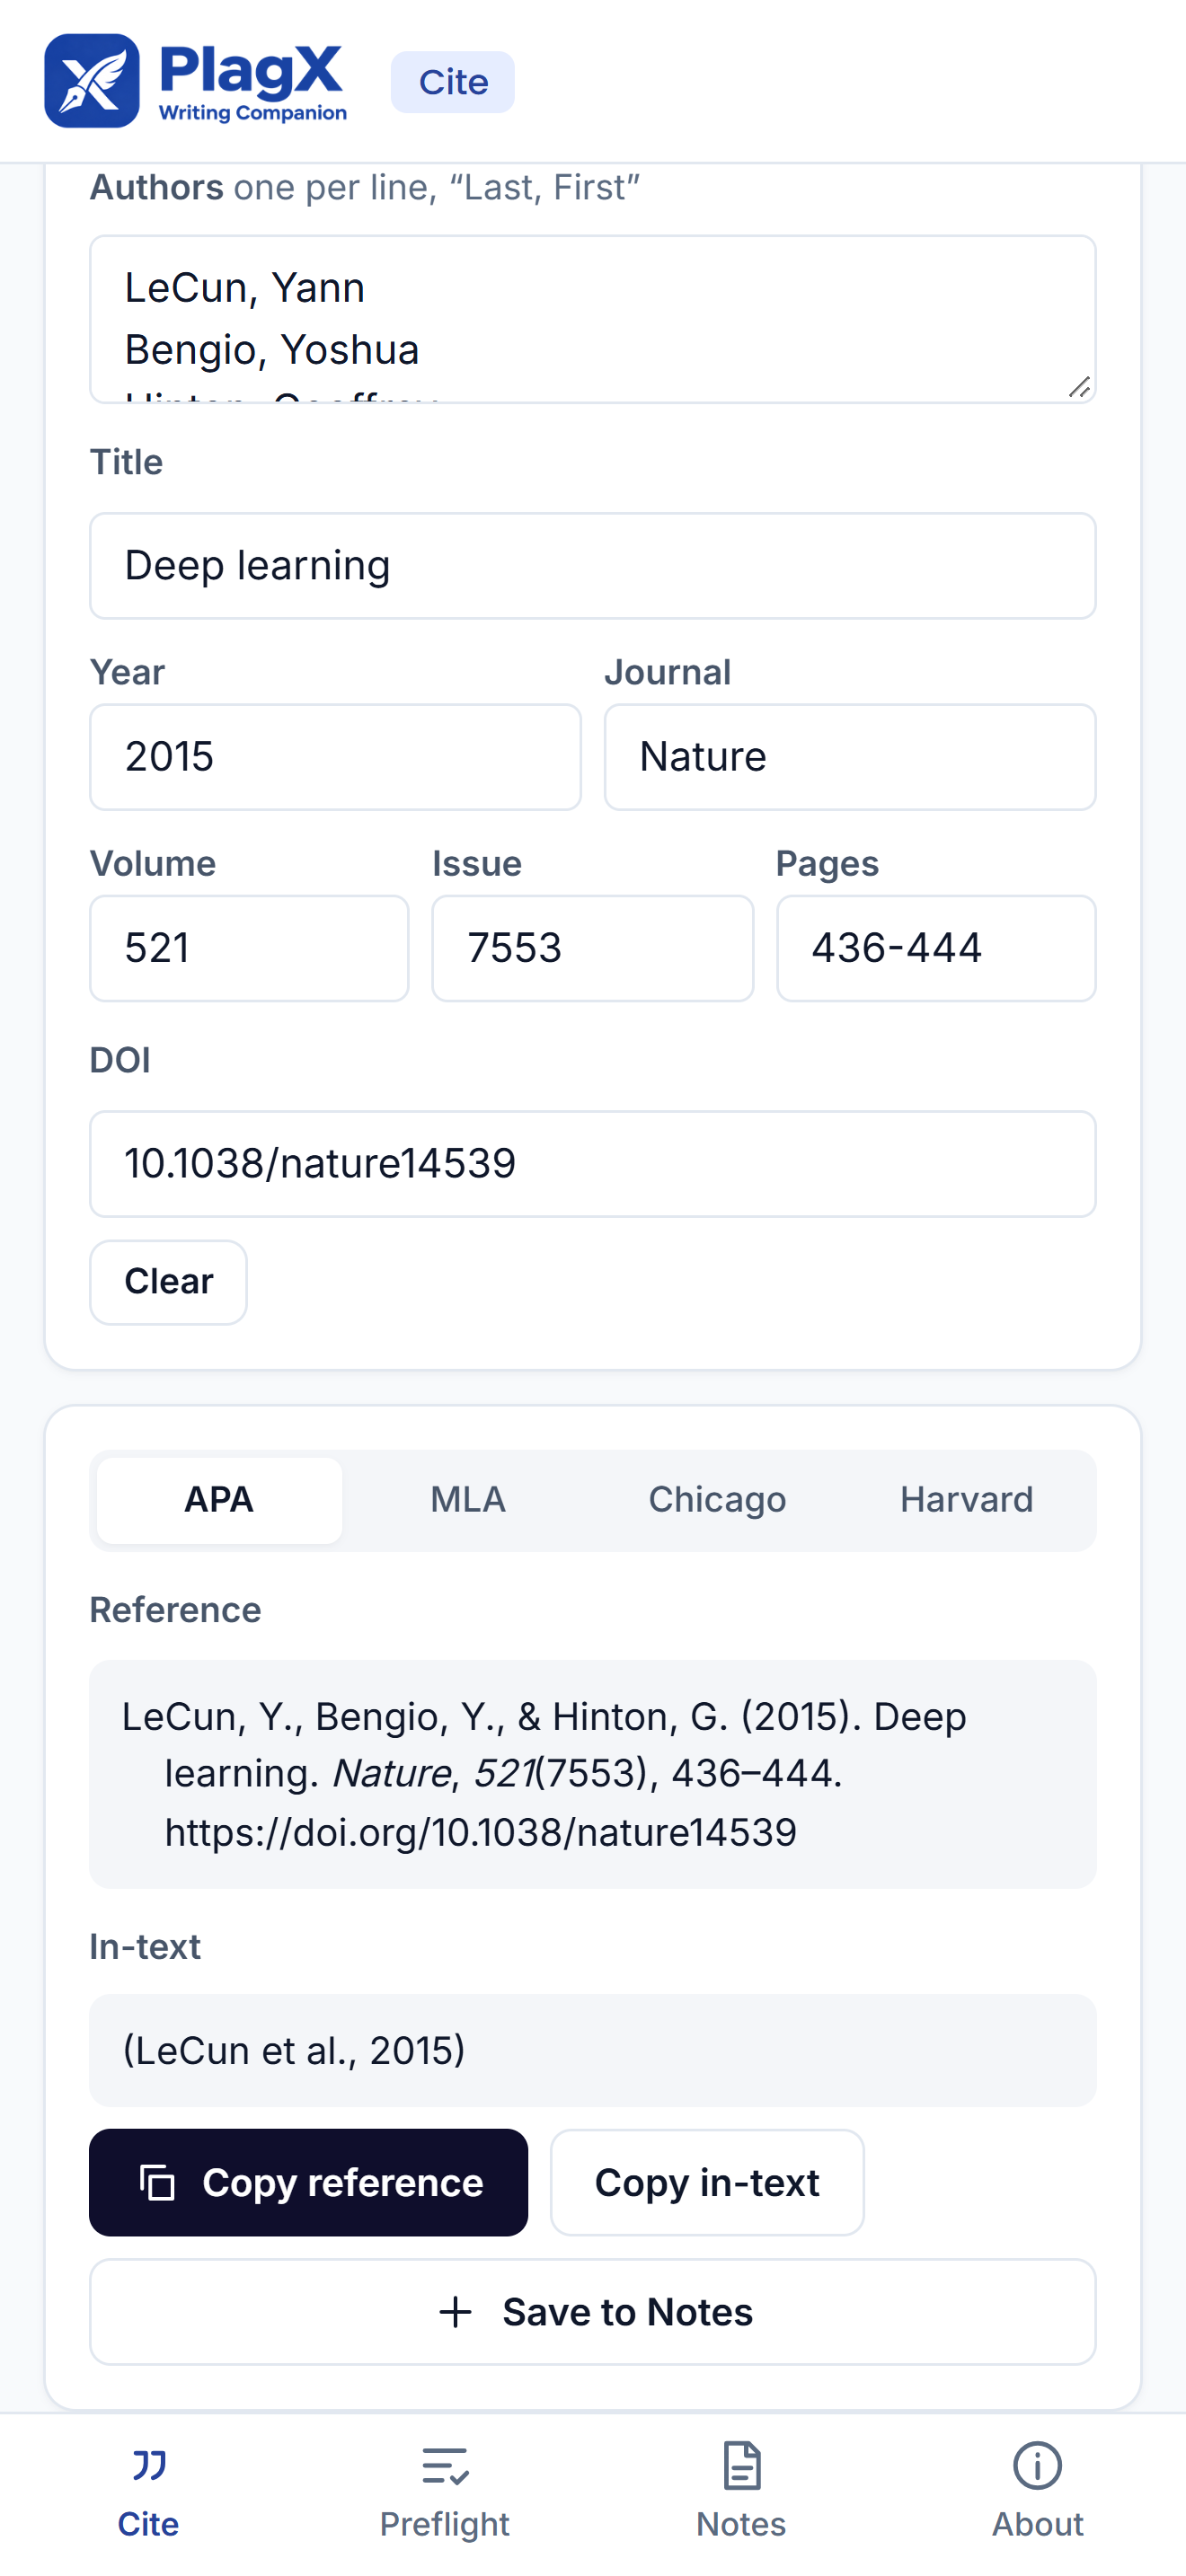 PlagX
Writing Companion
Cite
Authors one per line, “Last, First”
LeCun, Yann
Bengio, Yoshua
Hinton, Geoffrey
Title
Deep learning
Year
Journal
2015
Nature
Volume
Issue
Pages
521
7553
436-444
DOI
10.1038/nature14539
Clear
APA
MLA
Chicago
Harvard
Reference
LeCun, Y., Bengio, Y., & Hinton, G. (2015). Deep
learning. Nature, 521(7553), 436–444.
https://doi.org/10.1038/nature14539
In-text
(LeCun et al., 2015)
Copy reference
Copy in-text
Save to Notes
Cite
Preflight
Notes
About